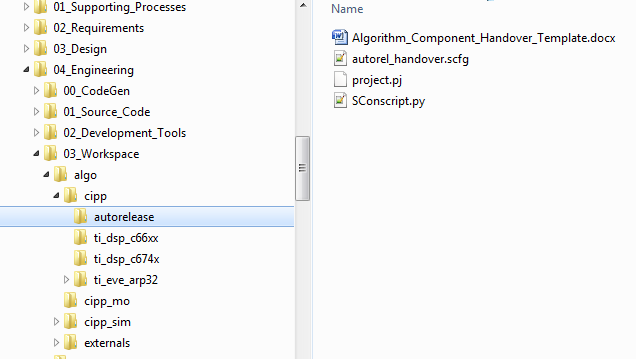 01_Supporting_Processes
02_Requirements
03_Design
04_Engineering
00_CodeGen
01_Source_Code
02_Development_Tools
03_Workspace
algo
cipp
autorelease
ti_dsp_c66xx
ti_dsp_c674x
ti_eve_arp32
cipp_mo
cipp_sim
externals
Name
Algorithm_Component_Handover_Template.docx
autorel_handover.scfg
project.pj
SConscript.py